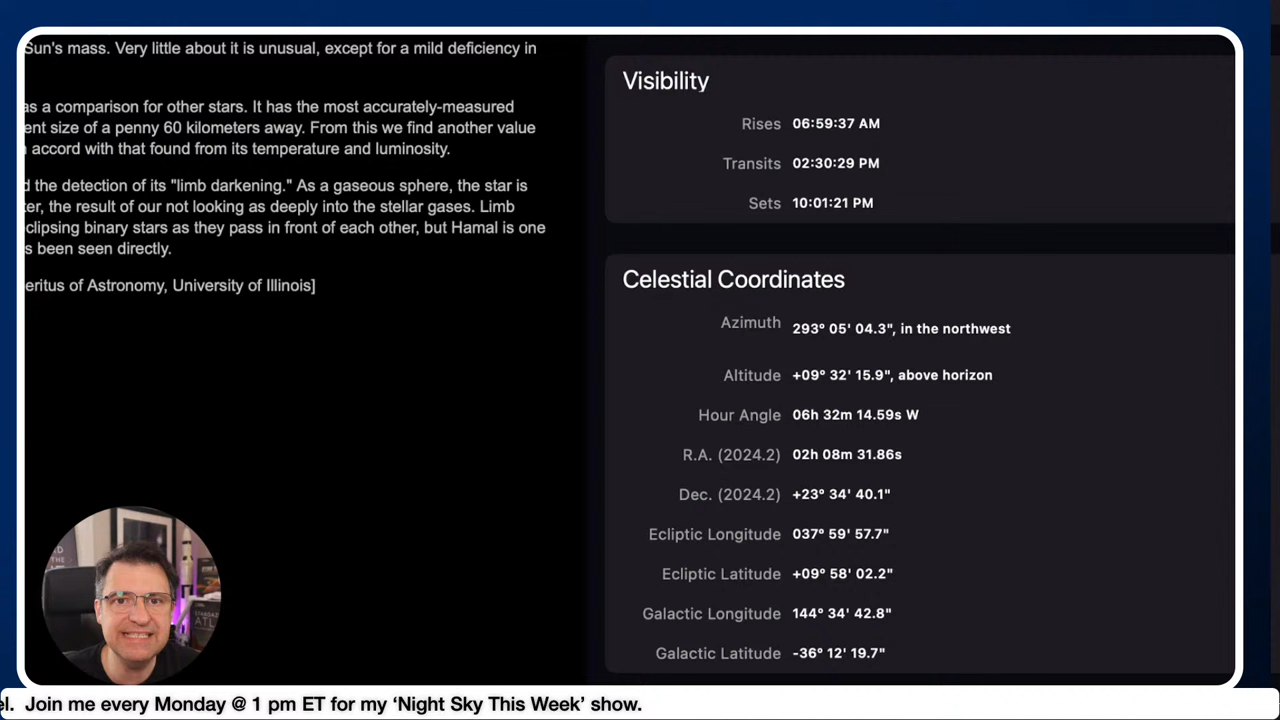 Sun's mass. Very little about it is unusual, except for a mild deficiency in
as a comparison for other stars. It has the most accurately-measured
ent size of a penny 60 kilometers away. From this we find another value
accord with that found from its temperature and luminosity.
d the detection of its "limb darkening." As a gaseous sphere, the star is
ter, the result of our not looking as deeply into the stellar gases. Limb
eclipsing binary stars as they pass in front of each other, but Hamal is one
s been seen directly.
eritus of Astronomy, University of Illinois]
Visibility
Rises 06:59:37 AM
Transits 02:30:29 PM
Sets 10:01:21 PM
Celestial Coordinates
Azimuth 293° 05' 04.3", in the northwest
Altitude +09° 32' 15.9", above horizon
Hour Angle 06h 32m 14.59s W
R.A. (2024.2) 02h 08m 31.86s
Dec. (2024.2) +23° 34' 40.1"
Ecliptic Longitude 037° 59' 57.7"
Ecliptic Latitude +09° 58' 02.2"
Galactic Longitude 144° 34' 42.8"
Galactic Latitude -36° 12' 19.7"
el. Join me every Monday @ 1 pm ET for my ‘Night Sky This Week’ show.